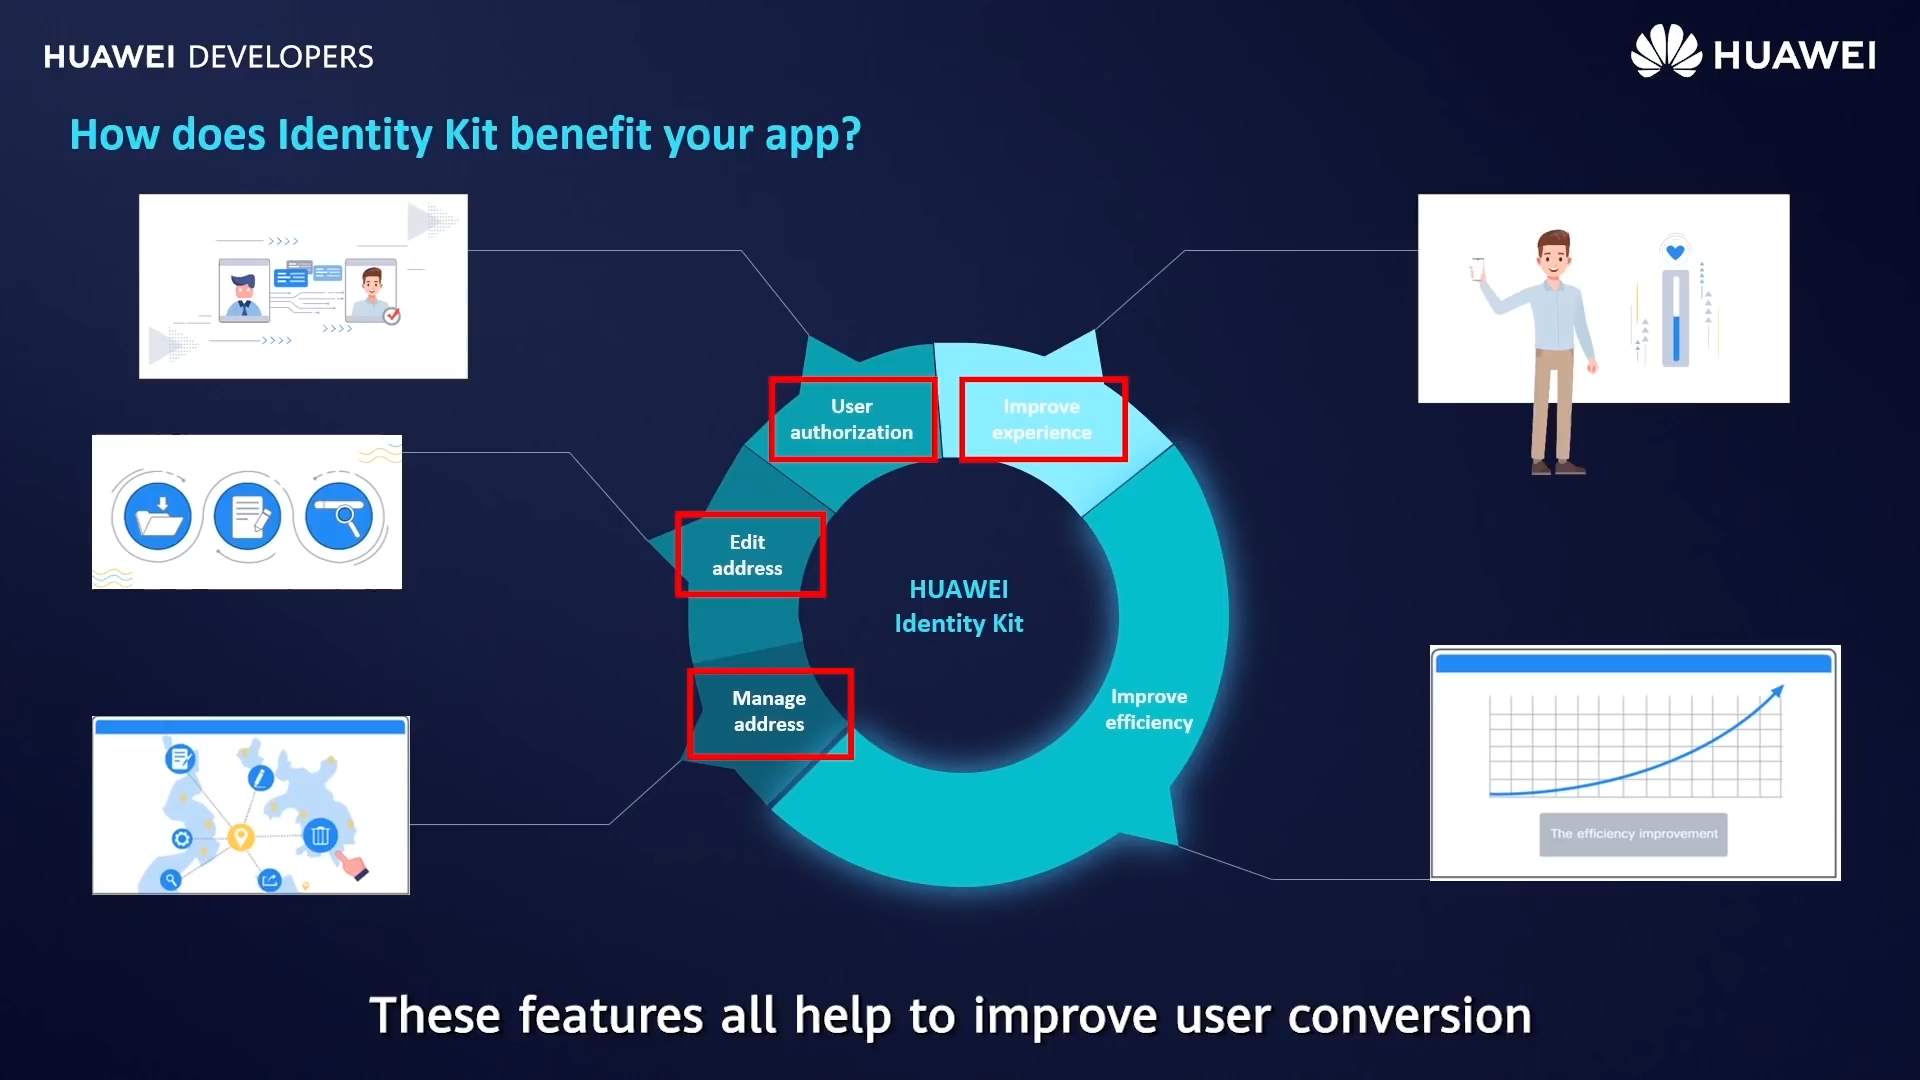 HUAWEI DEVELOPERS
HUAWEI
How does Identity Kit benefit your app?
User
authorization
Improve
experience
Edit
address
HUAWEI
Identity Kit
Manage
address
Improve
efficiency
The efficiency improvement
These features all help to improve user conversion